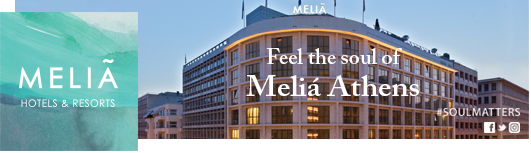 MELIÃ
HOTELS & RESORTS
MELIÃ
Feel the soul of
Meliá Athens
#SOULMATTERS